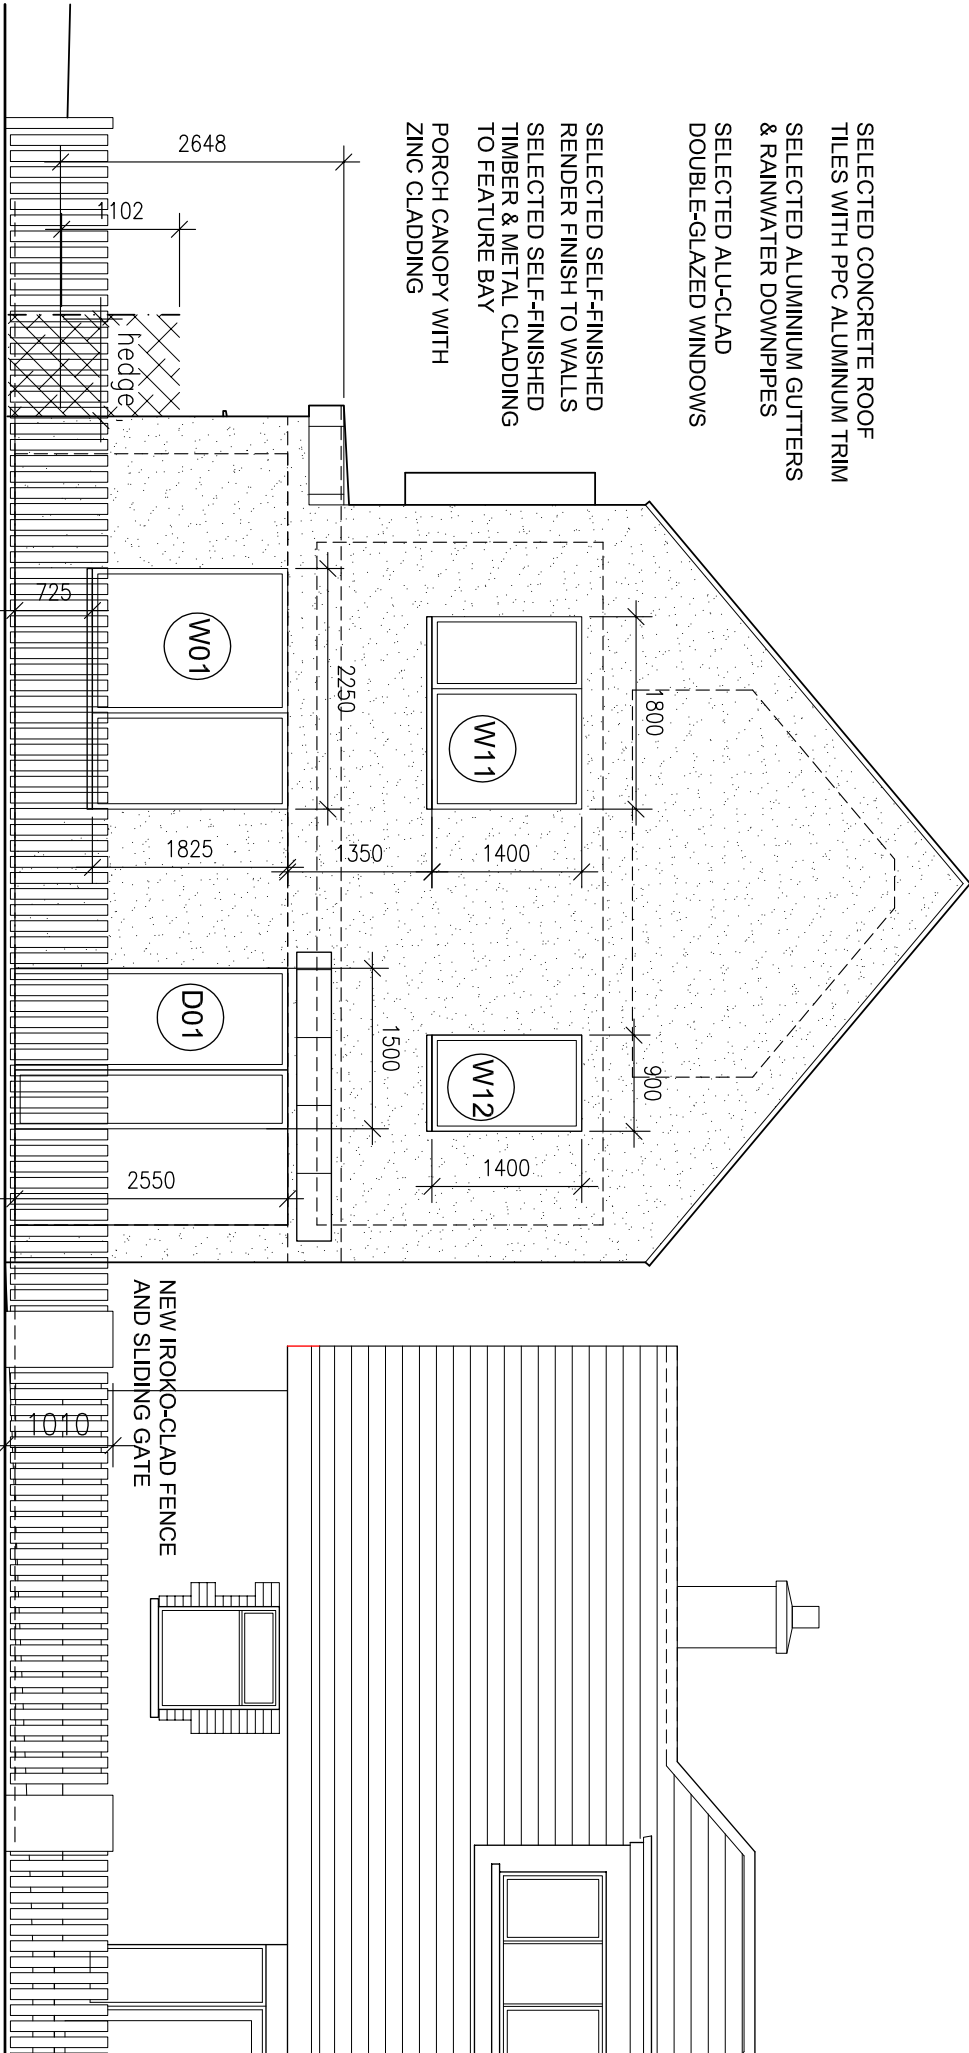 SELECTED CONCRETE ROOF
TILES WITH PPC ALUMINUM TRIM
SELECTED ALUMINIUM GUTTERS
& RAINWATER DOWNPIPES
SELECTED ALU-CLAD
DOUBLE-GLAZED WINDOWS
SELECTED SELF-FINISHED
RENDER FINISH TO WALLS
SELECTED SELF-FINISHED
TIMBER & METAL CLADDING
TO FEATURE BAY
PORCH CANOPY WITH
ZINC CLADDING
2648
1102
hedge
1800
900
W11
W12
1400
1400
2250
1350
1500
W01
D01
1825
2550
725
NEW IROKO-CLAD FENCE
AND SLIDING GATE
1010